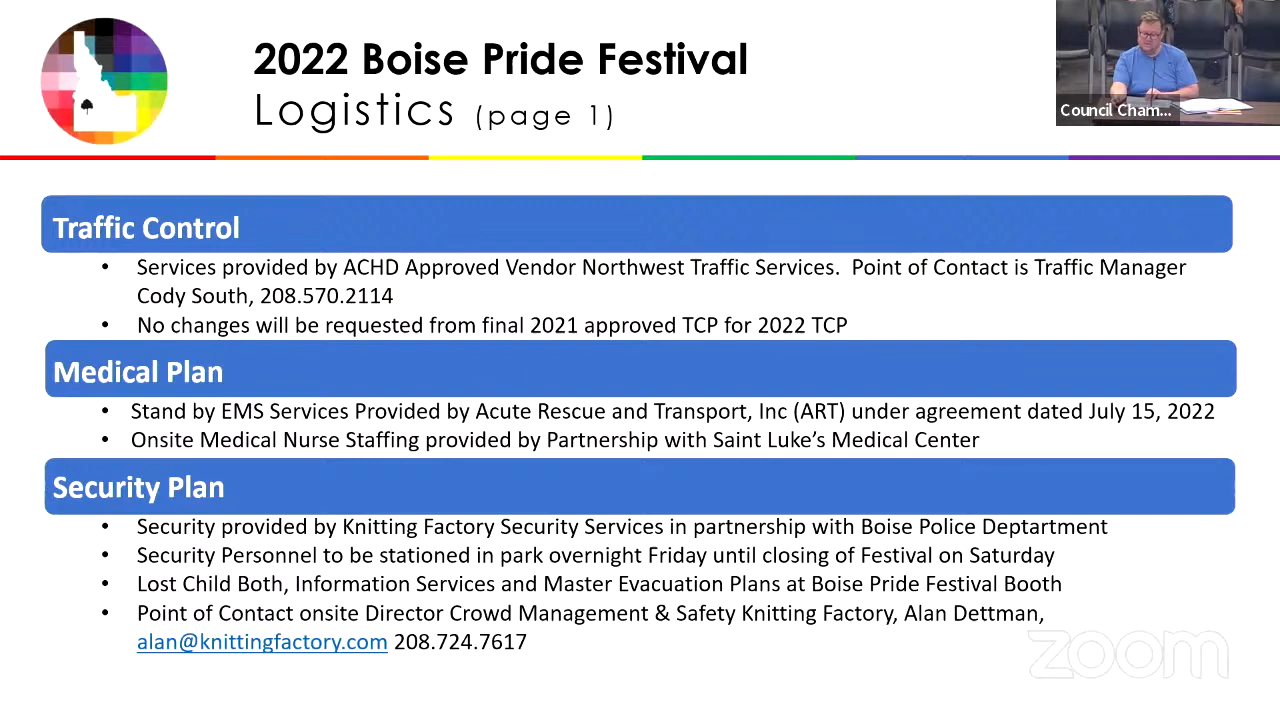 2022 Boise Pride Festival
Logistics (page 1)
Council Cham...
Traffic Control
• Services provided by ACHD Approved Vendor Northwest Traffic Services.  Point of Contact is Traffic Manager
Cody South, 208.570.2114
• No changes will be requested from final 2021 approved TCP for 2022 TCP
Medical Plan
• Stand by EMS Services Provided by Acute Rescue and Transport, Inc (ART) under agreement dated July 15, 2022
• Onsite Medical Nurse Staffing provided by Partnership with Saint Luke’s Medical Center
Security Plan
• Security provided by Knitting Factory Security Services in partnership with Boise Police Deptartment
• Security Personnel to be stationed in park overnight Friday until closing of Festival on Saturday
• Lost Child Both, Information Services and Master Evacuation Plans at Boise Pride Festival Booth
• Point of Contact onsite Director Crowd Management & Safety Knitting Factory, Alan Dettman,
alan@knittingfactory.com 208.724.7617
zoom